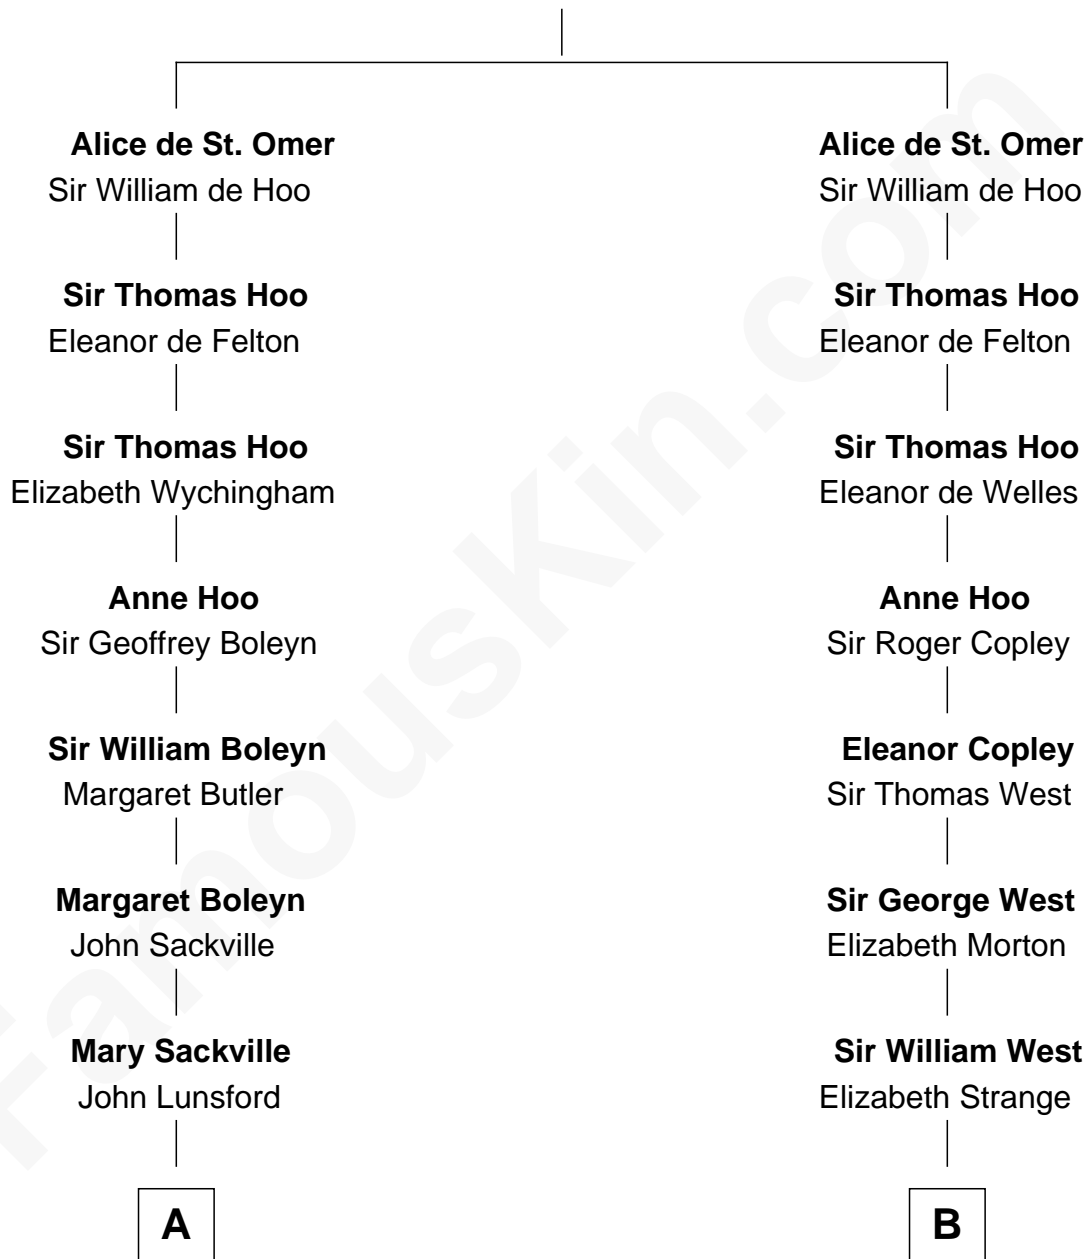 Alice de St. Omer
Sir William de Hoo
Sir Thomas Hoo
Eleanor de Felton
Sir Thomas Hoo
Elizabeth Wychingham
Anne Hoo
Sir Geoffrey Boleyn
Sir William Boleyn
Margaret Butler
Margaret Boleyn
John Sackville
Mary Sackville
John Lunsford
A
Alice de St. Omer
Sir William de Hoo
Sir Thomas Hoo
Eleanor de Felton
Sir Thomas Hoo
Eleanor de Welles
Anne Hoo
Sir Roger Copley
Eleanor Copley
Sir Thomas West
Sir George West
Elizabeth Morton
Sir William West
Elizabeth Strange
B
FamousKin.com